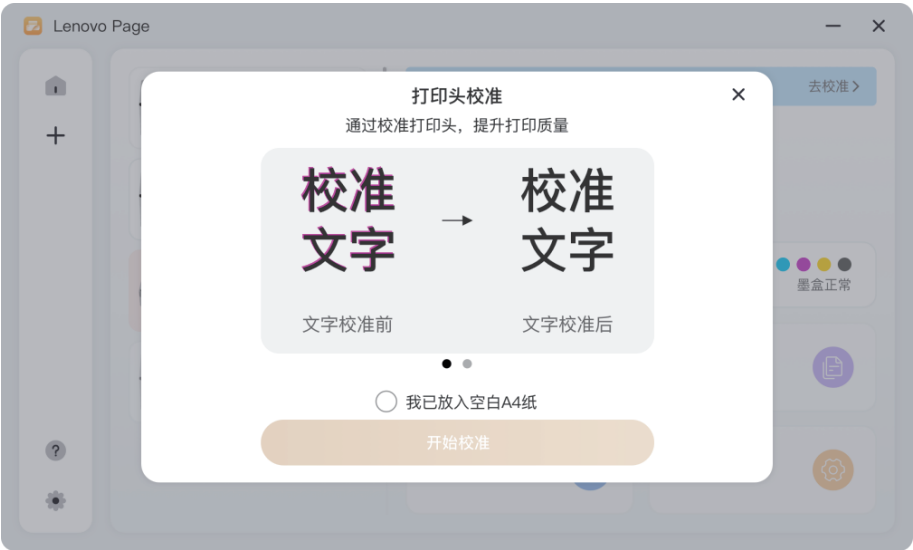 Lenovo Page
去校准
打印头校准
通过校准打印头，提升打印质量
校准
文字
校准
文字
文字校准前
文字校准后
墨盒正常
我已放入空白A4纸
开始校准